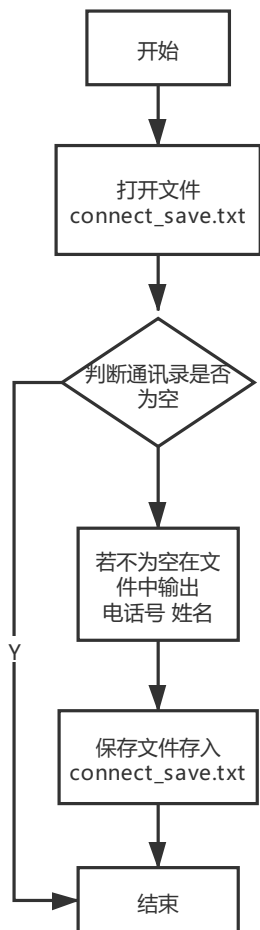 开始
打开文件
connect_save.txt
判断通讯录是否
为空
若不为空在文
件中输出
电话号 姓名
Y
保存文件存入
connect_save.txt
结束